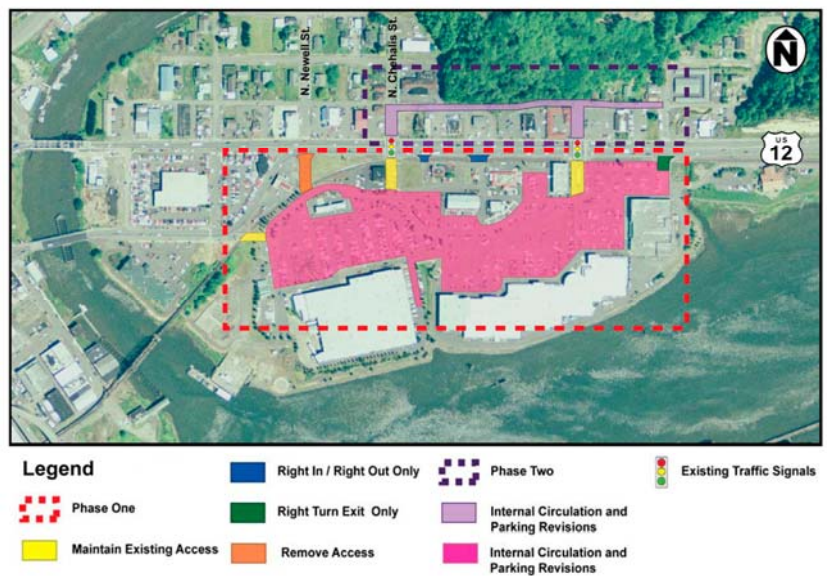 N. Newell St.
N. Chehalis St.
N
US
12
Legend
Phase One
Maintain Existing Access
Right In / Right Out Only
Right Turn Exit Only
Remove Access
Phase Two
Internal Circulation and
Parking Revisions
Internal Circulation and
Parking Revisions
Existing Traffic Signals